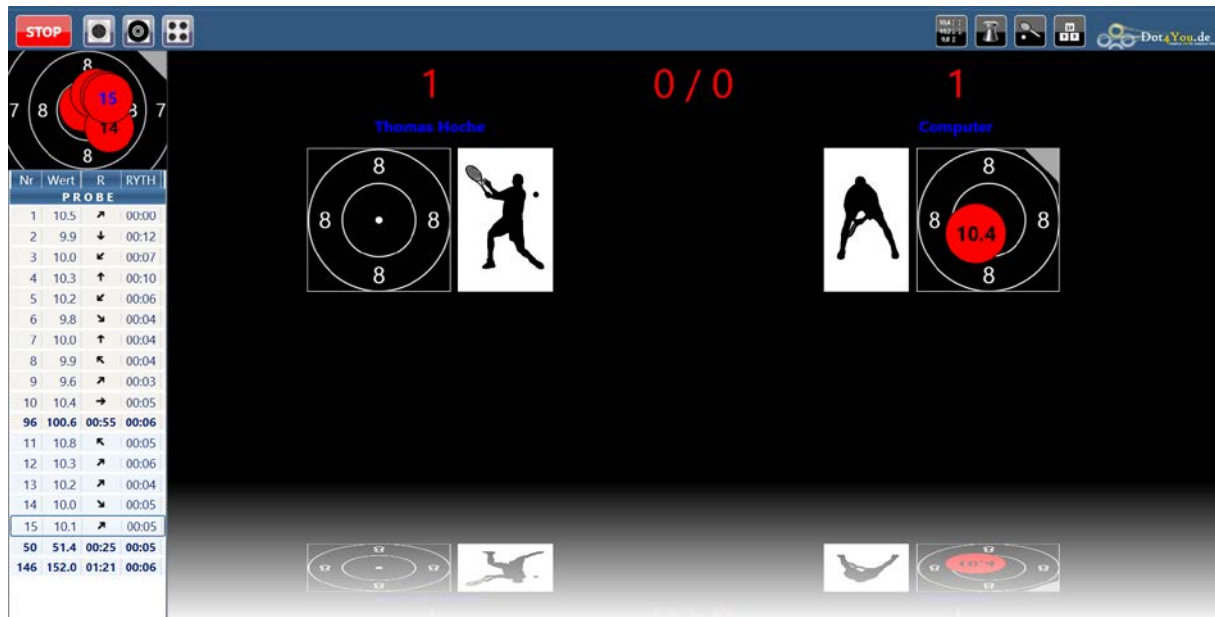 STOP
10,4
10,2
9,8
Dot4You.de
8
7 8 8 7
15
14
8
Nr Wert R RYTH
PROBE
1 10.5 ↗ 00:00
2 9.9 ↓ 00:12
3 10.0 ↙ 00:07
4 10.3 ↑ 00:10
5 10.2 ↙ 00:06
6 9.8 ↘ 00:04
7 10.0 ↑ 00:04
8 9.9 ↖ 00:04
9 9.6 ↗ 00:03
10 10.4 → 00:05
96 100.6 00:55 00:06
11 10.8 ↖ 00:05
12 10.3 ↗ 00:06
13 10.2 ↗ 00:04
14 10.0 ↘ 00:05
15 10.1 ↗ 00:05
50 51.4 00:25 00:05
146 152.0 01:21 00:06
1 0 / 0 1
Thomas Hoche Computer
8
8 8
8
8
8 10.4 8
8